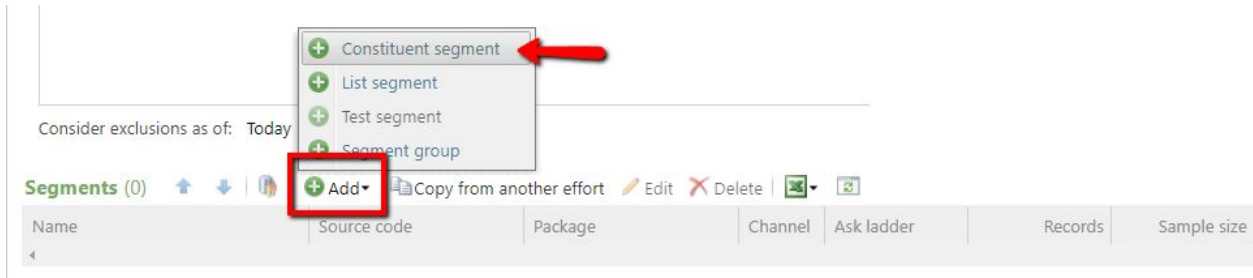 Constituent segment
List segment
Test segment
Consider exclusions as of: Today
Segment group
Segments (0) Add Copy from another effort Edit Delete
Name Source code Package Channel Ask ladder Records Sample size